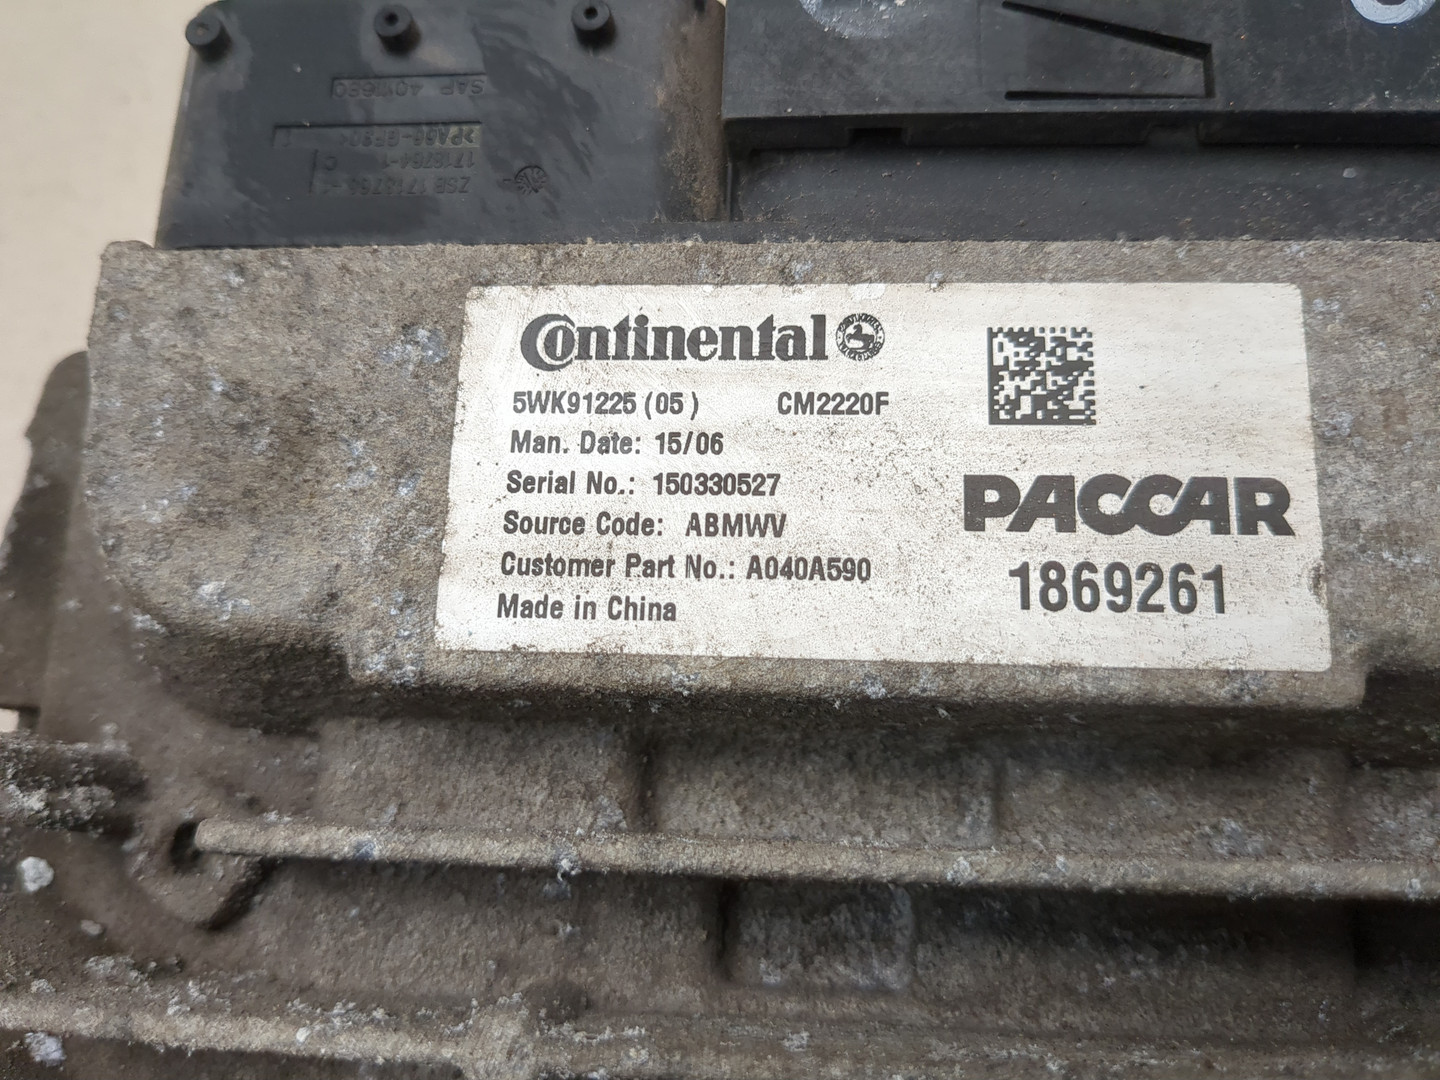 Continental
5WK91225 (05 )
CM2220F
Man. Date: 15/06
Serial No.: 150330527
Source Code: ABMWV
Customer Part No.: A040A590
Made in China
PACCAR
1869261